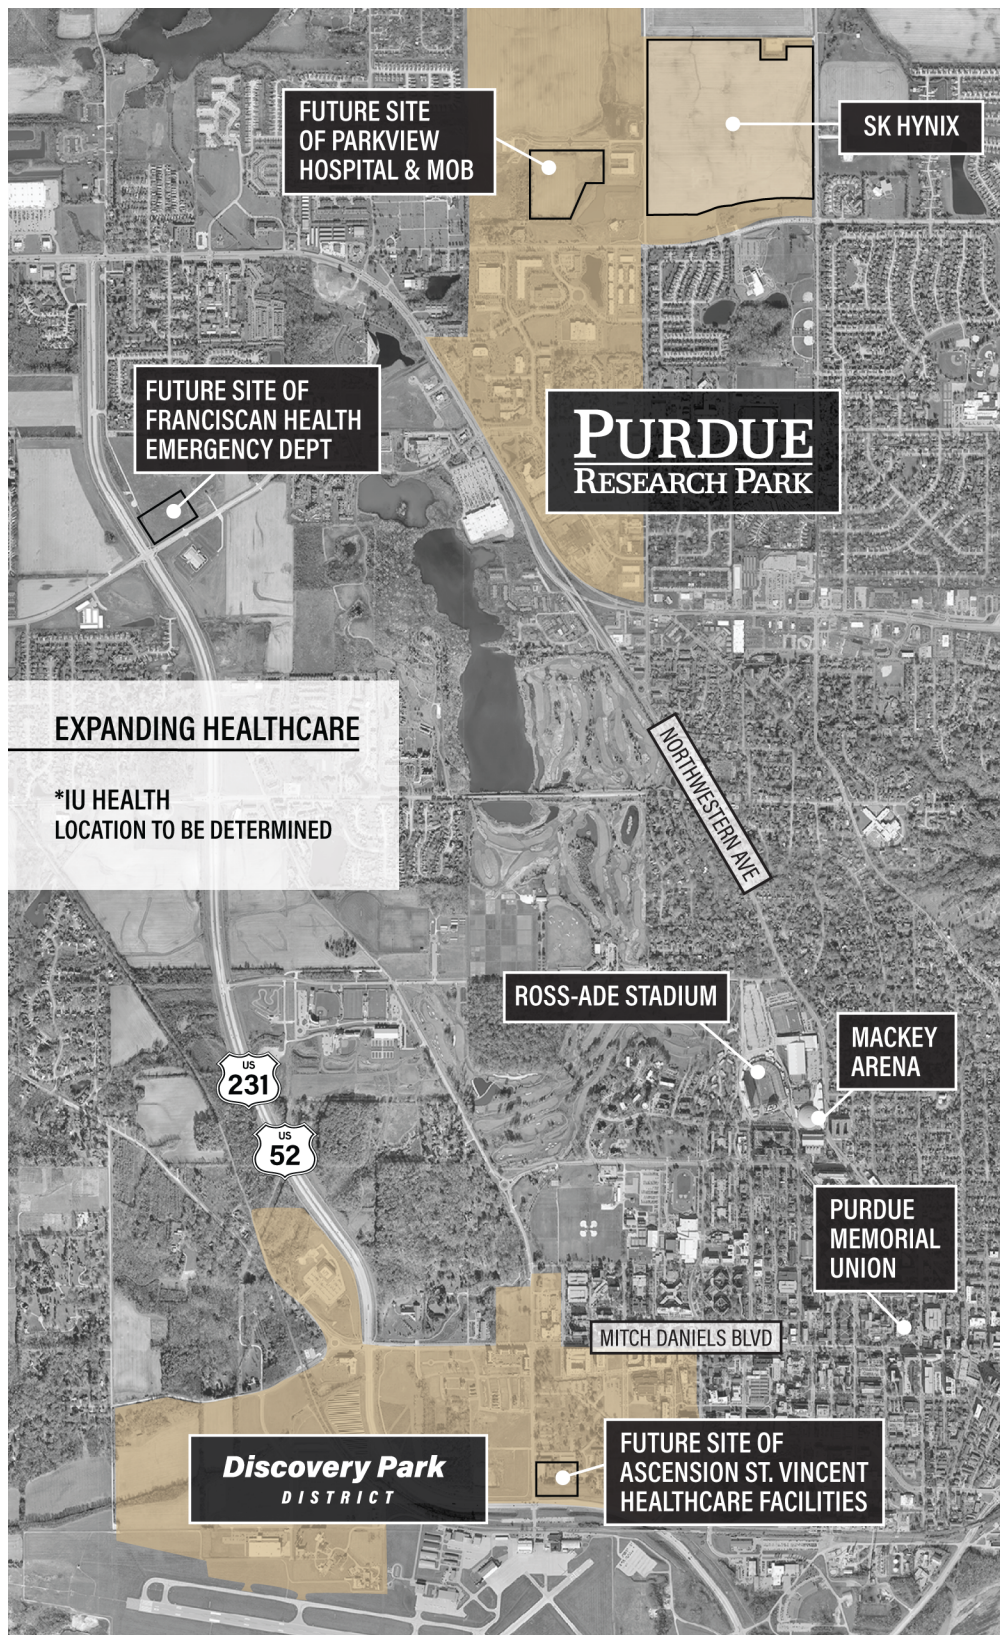 FUTURE SITE
OF PARKVIEW
HOSPITAL & MOB
SK HYNIX
FUTURE SITE OF
FRANCISCAN HEALTH
EMERGENCY DEPT
PURDUE
RESEARCH PARK
EXPANDING HEALTHCARE
*IU HEALTH
LOCATION TO BE DETERMINED
NORTHWESTERN AVE
ROSS-ADE STADIUM
MACKEY
ARENA
US
231
US
52
PURDUE
MEMORIAL
UNION
MITCH DANIELS BLVD
Discovery Park
DISTRICT
FUTURE SITE OF
ASCENSION ST. VINCENT
HEALTHCARE FACILITIES